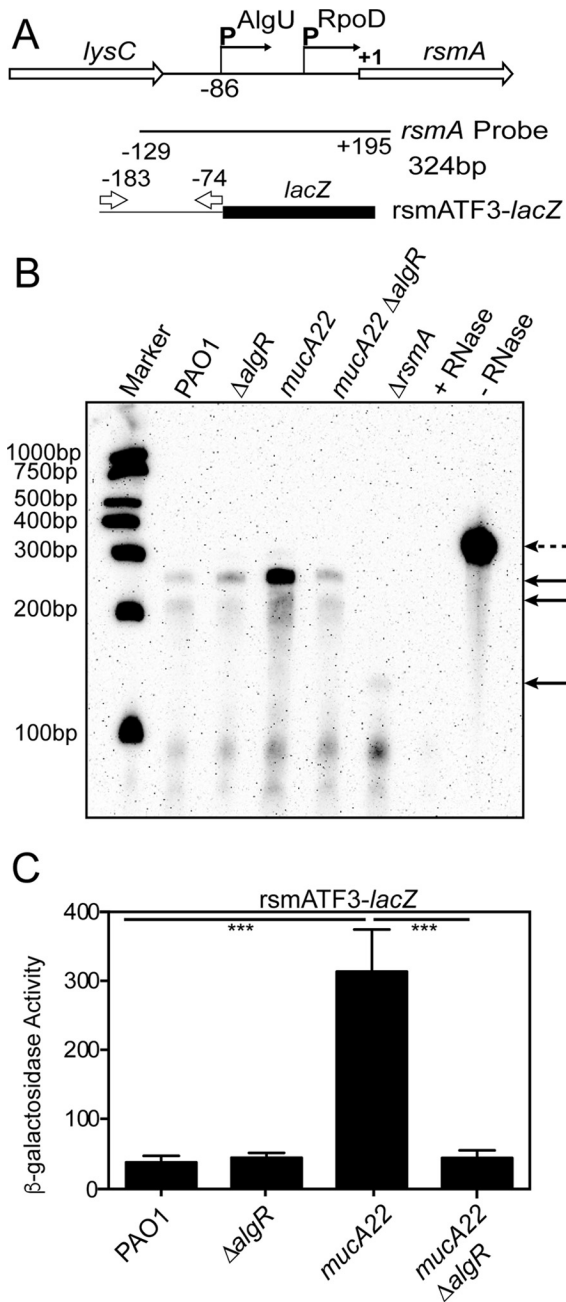 A
lysC
P AlgU
P RpoD
+1
rsmA
-86
rsmA Probe
-129
+195
324bp
-183
-74
lacZ
rsmATF3-lacZ
B
Marker
PAO1
ΔalgR
mucA22
mucA22 ΔalgR
ΔrsmA
+ RNase
- RNase
1000bp
750bp
500bp
400bp
300bp
200bp
100bp
C
rsmATF3-lacZ
***
***
β-galactosidase Activity
400
300
200
100
0
PAO1
ΔalgR
mucA22
mucA22
ΔalgR